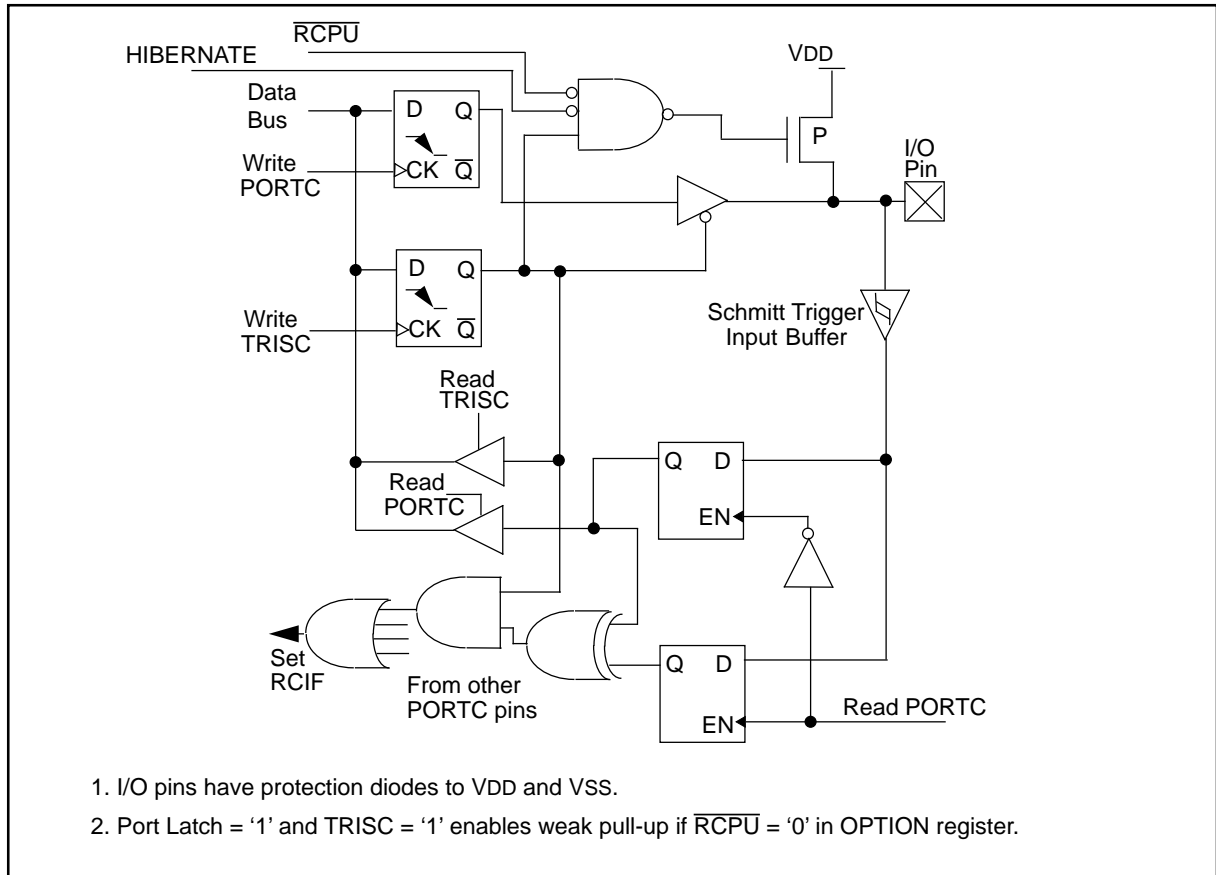 RCPU
HIBERNATE
VDD
Data
Bus
D Q
CK Q
P
I/O
Pin
Write
PORTC
D Q
CK Q
Write
TRISC
Schmitt Trigger
Input Buffer
Read
TRISC
Q D
EN
Read
PORTC
Set
RCIF
From other
PORTC pins
Q D
EN
Read PORTC
1. I/O pins have protection diodes to VDD and VSS.
2. Port Latch = ‘1’ and TRISC = ‘1’ enables weak pull-up if RCPU = ‘0’ in OPTION register.